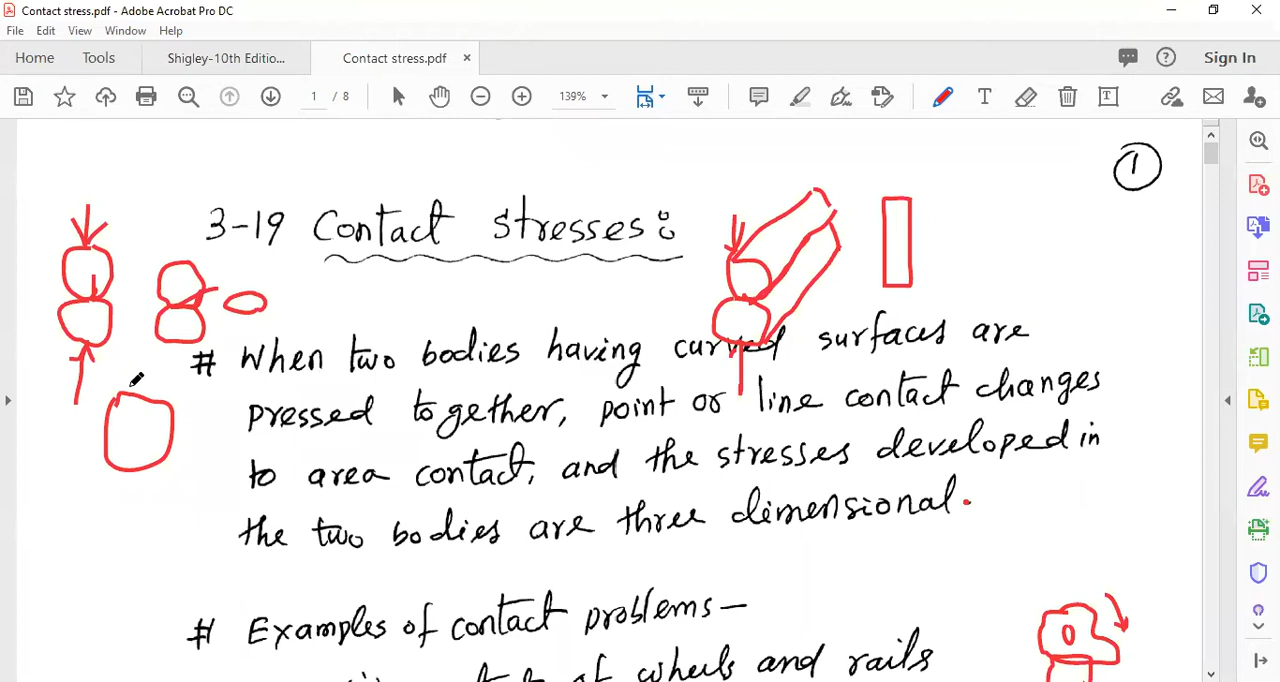 Contact stress.pdf - Adobe Acrobat Pro DC
File Edit View Window Help
Home Tools Shigley-10th Editio... Contact stress.pdf × Sign In
1 / 8 139%
1
3-19 Contact stresses:
# When two bodies having curved surfaces are
pressed together, point or line contact changes
to area contact, and the stresses developed in
the two bodies are three dimensional.
# Examples of contact problems—
of wheels and rails